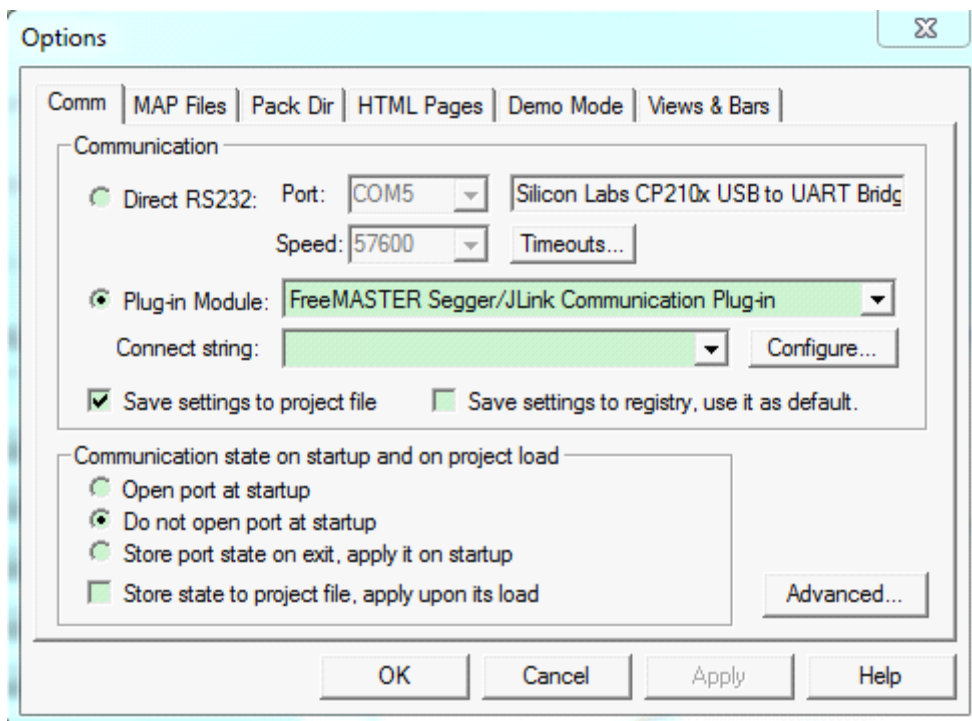 Options
Comm MAP Files Pack Dir HTML Pages Demo Mode Views & Bars
Communication
Direct RS232: Port: COM5 Silicon Labs CP210x USB to UART Bridg
Speed: 57600 Timeouts...
Plug-in Module: FreeMASTER Segger/JLink Communication Plug-in
Connect string: Configure...
Save settings to project file Save settings to registry, use it as default.
Communication state on startup and on project load
Open port at startup
Do not open port at startup
Store port state on exit, apply it on startup
Store state to project file, apply upon its load Advanced...
OK Cancel Apply Help